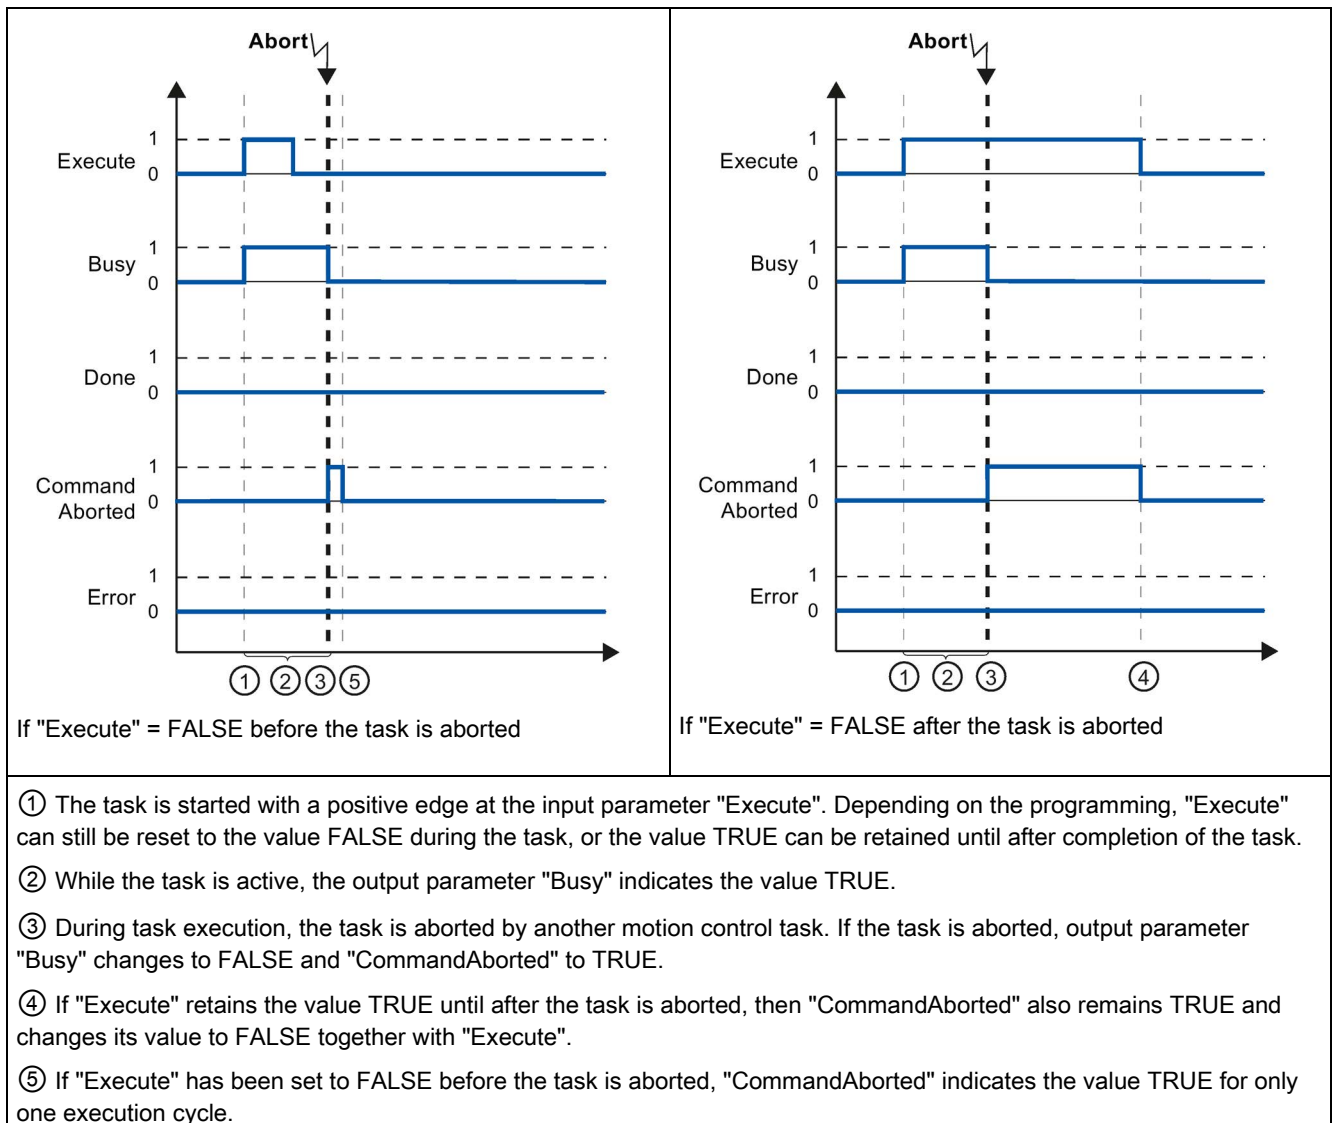 Abort
1
Execute 0
1
Busy 0
1
Done 0
1
Command
Aborted 0
1
Error 0
① ② ③ ⑤
If "Execute" = FALSE before the task is aborted
Abort
1
Execute 0
1
Busy 0
1
Done 0
1
Command
Aborted 0
1
Error 0
① ② ③ ④
If "Execute" = FALSE after the task is aborted
① The task is started with a positive edge at the input parameter "Execute". Depending on the programming, "Execute"
can still be reset to the value FALSE during the task, or the value TRUE can be retained until after completion of the task.
② While the task is active, the output parameter "Busy" indicates the value TRUE.
③ During task execution, the task is aborted by another motion control task. If the task is aborted, output parameter
"Busy" changes to FALSE and "CommandAborted" to TRUE.
④ If "Execute" retains the value TRUE until after the task is aborted, then "CommandAborted" also remains TRUE and
changes its value to FALSE together with "Execute".
⑤ If "Execute" has been set to FALSE before the task is aborted, "CommandAborted" indicates the value TRUE for only
one execution cycle.